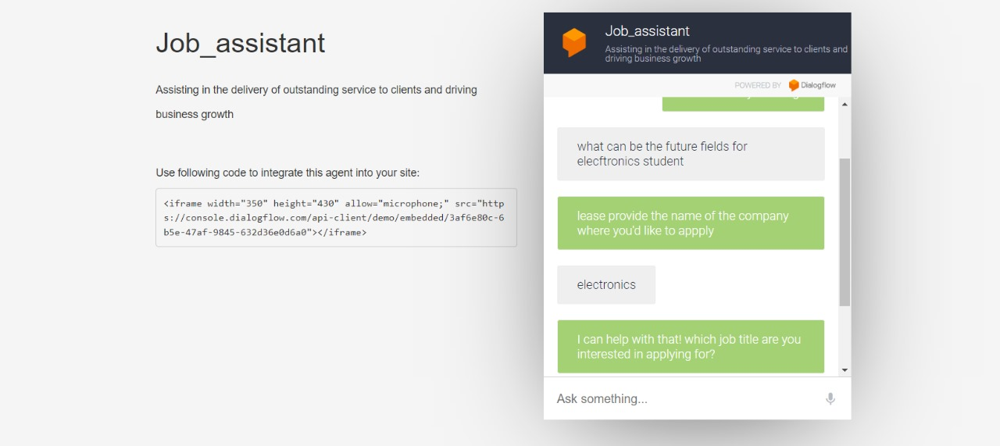 Job_assistant
Assisting in the delivery of outstanding service to clients and driving
business growth
Use following code to integrate this agent into your site:
<iframe width="350" height="430" allow="microphone;" src="http
s://console.dialogflow.com/api-client/demo/embedded/3af6e80c-6
b5e-47af-9845-632d36e0d6a0"></iframe>
Job_assistant
Assisting in the delivery of outstanding service to clients and
driving business growth
POWERED BY Dialogflow
what can be the future fields for
elecftronics student
lease provide the name of the company
where you'd like to appply
electronics
I can help with that! which job title are you
interested in applying for?
Ask something...